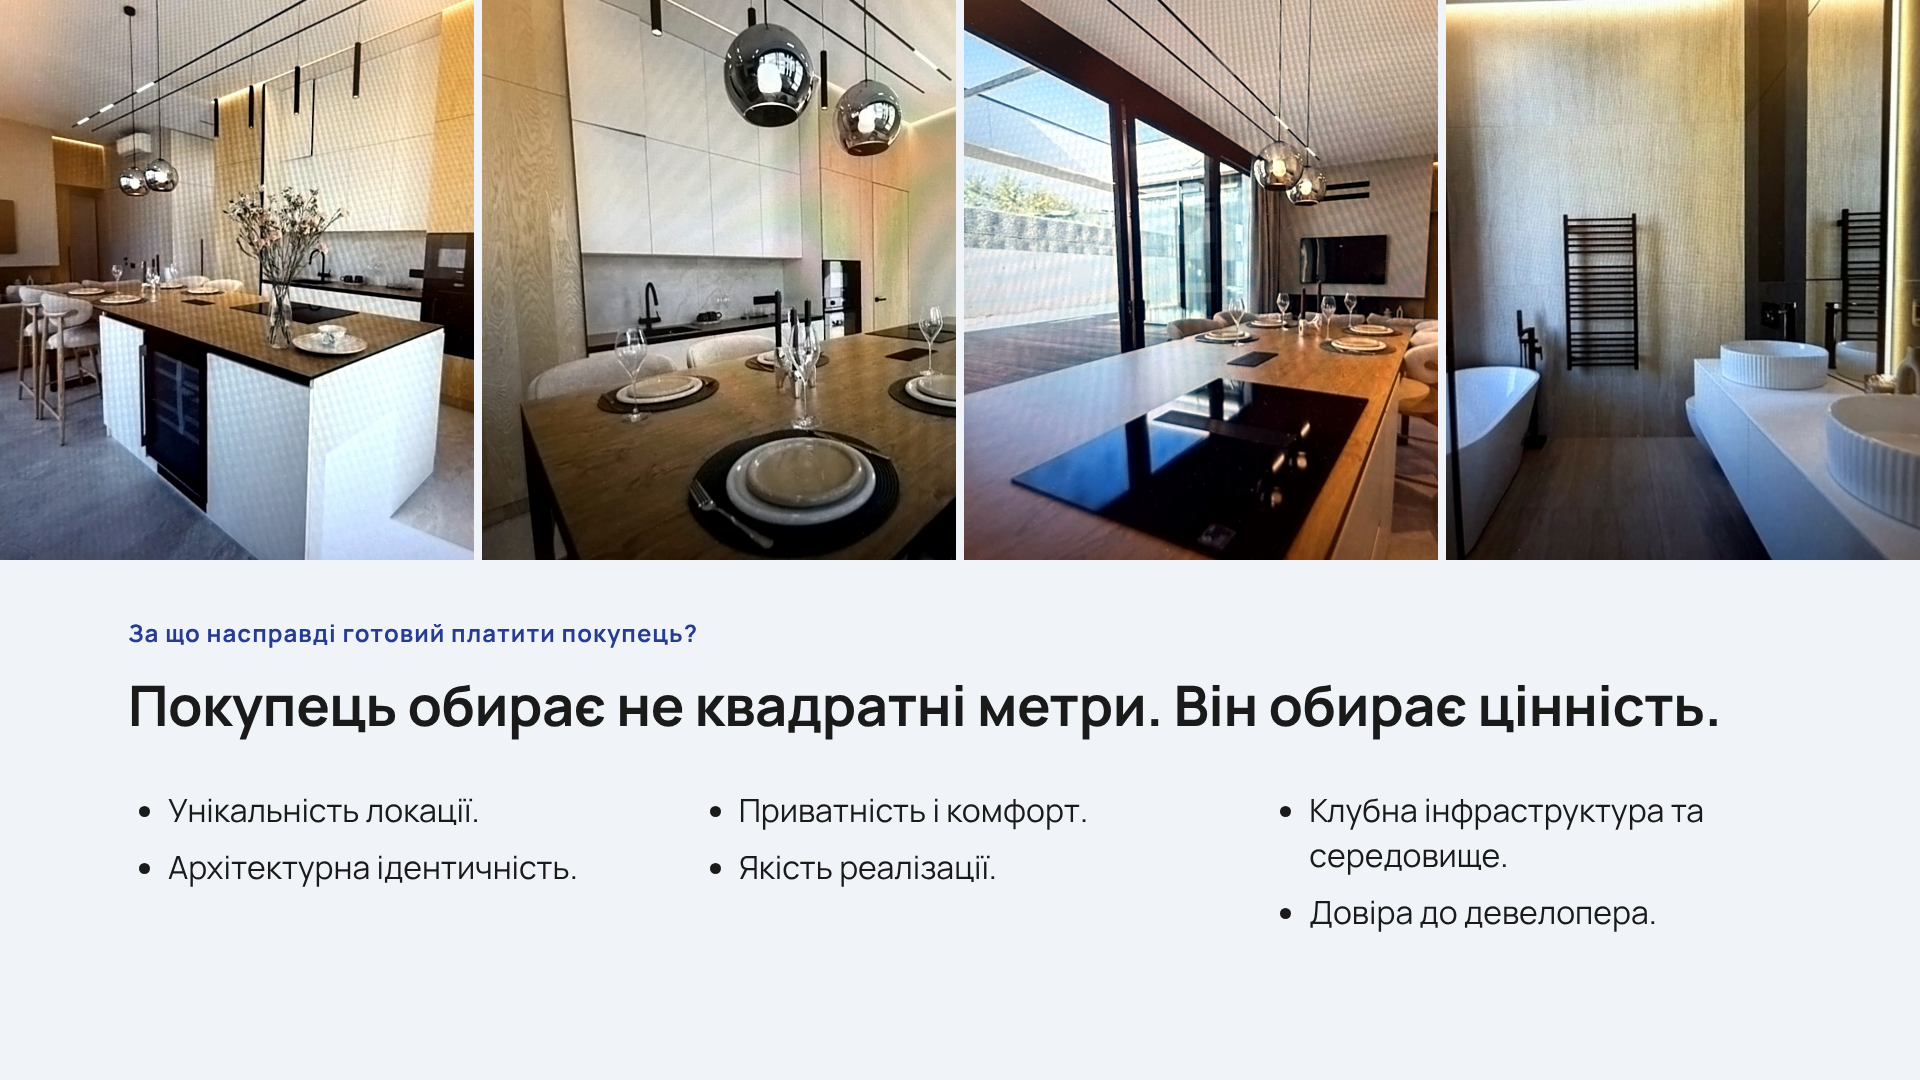 За що насправді готовий платити покупець?
Покупець обирає не квадратні метри. Він обирає цінність.
• Унікальність локації.
• Архітектурна ідентичність.
• Приватність і комфорт.
• Якість реалізації.
• Клубна інфраструктура та
середовище.
• Довіра до девелопера.